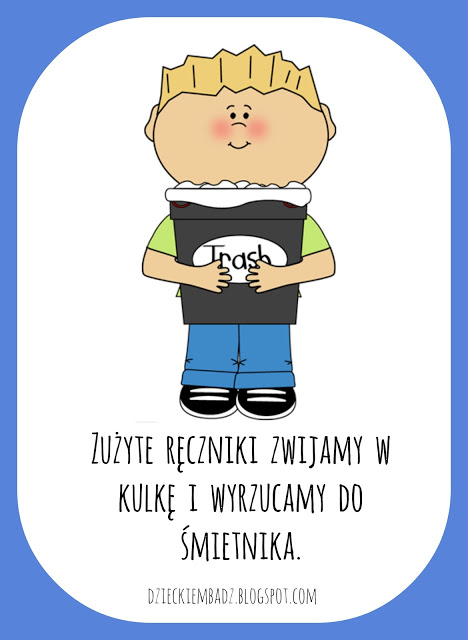 Trash
Zużyte ręczniki zwijamy w
kulkę i wyrzucamy do
śmietnika.
dzieckiembadz.blogspot.com